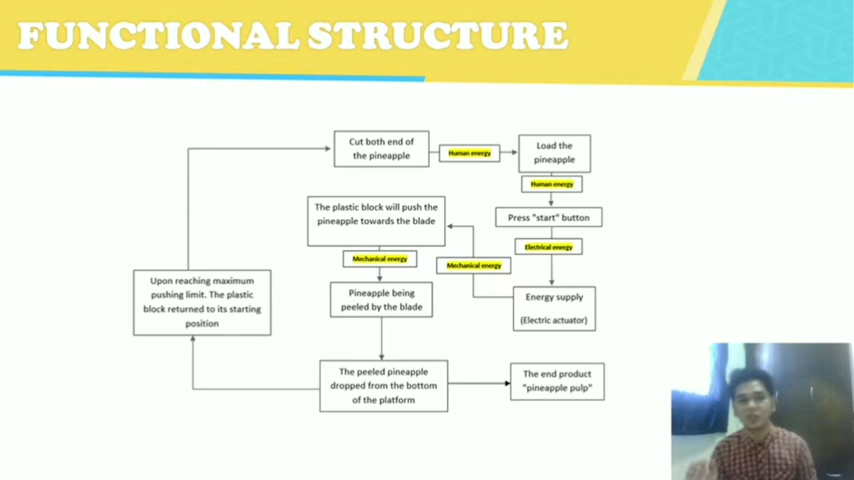 FUNCTIONAL STRUCTURE
Cut both end of
the pineapple
Human energy
Load the
pineapple
Human energy
Press "start" button
Electrical energy
Energy supply
(Electric actuator)
Mechanical energy
The plastic block will push the
pineapple towards the blade
Mechanical energy
Pineapple being
peeled by the blade
The peeled pineapple
dropped from the bottom
of the platform
The end product
"pineapple pulp"
Upon reaching maximum
pushing limit. The plastic
block returned to its starting
position